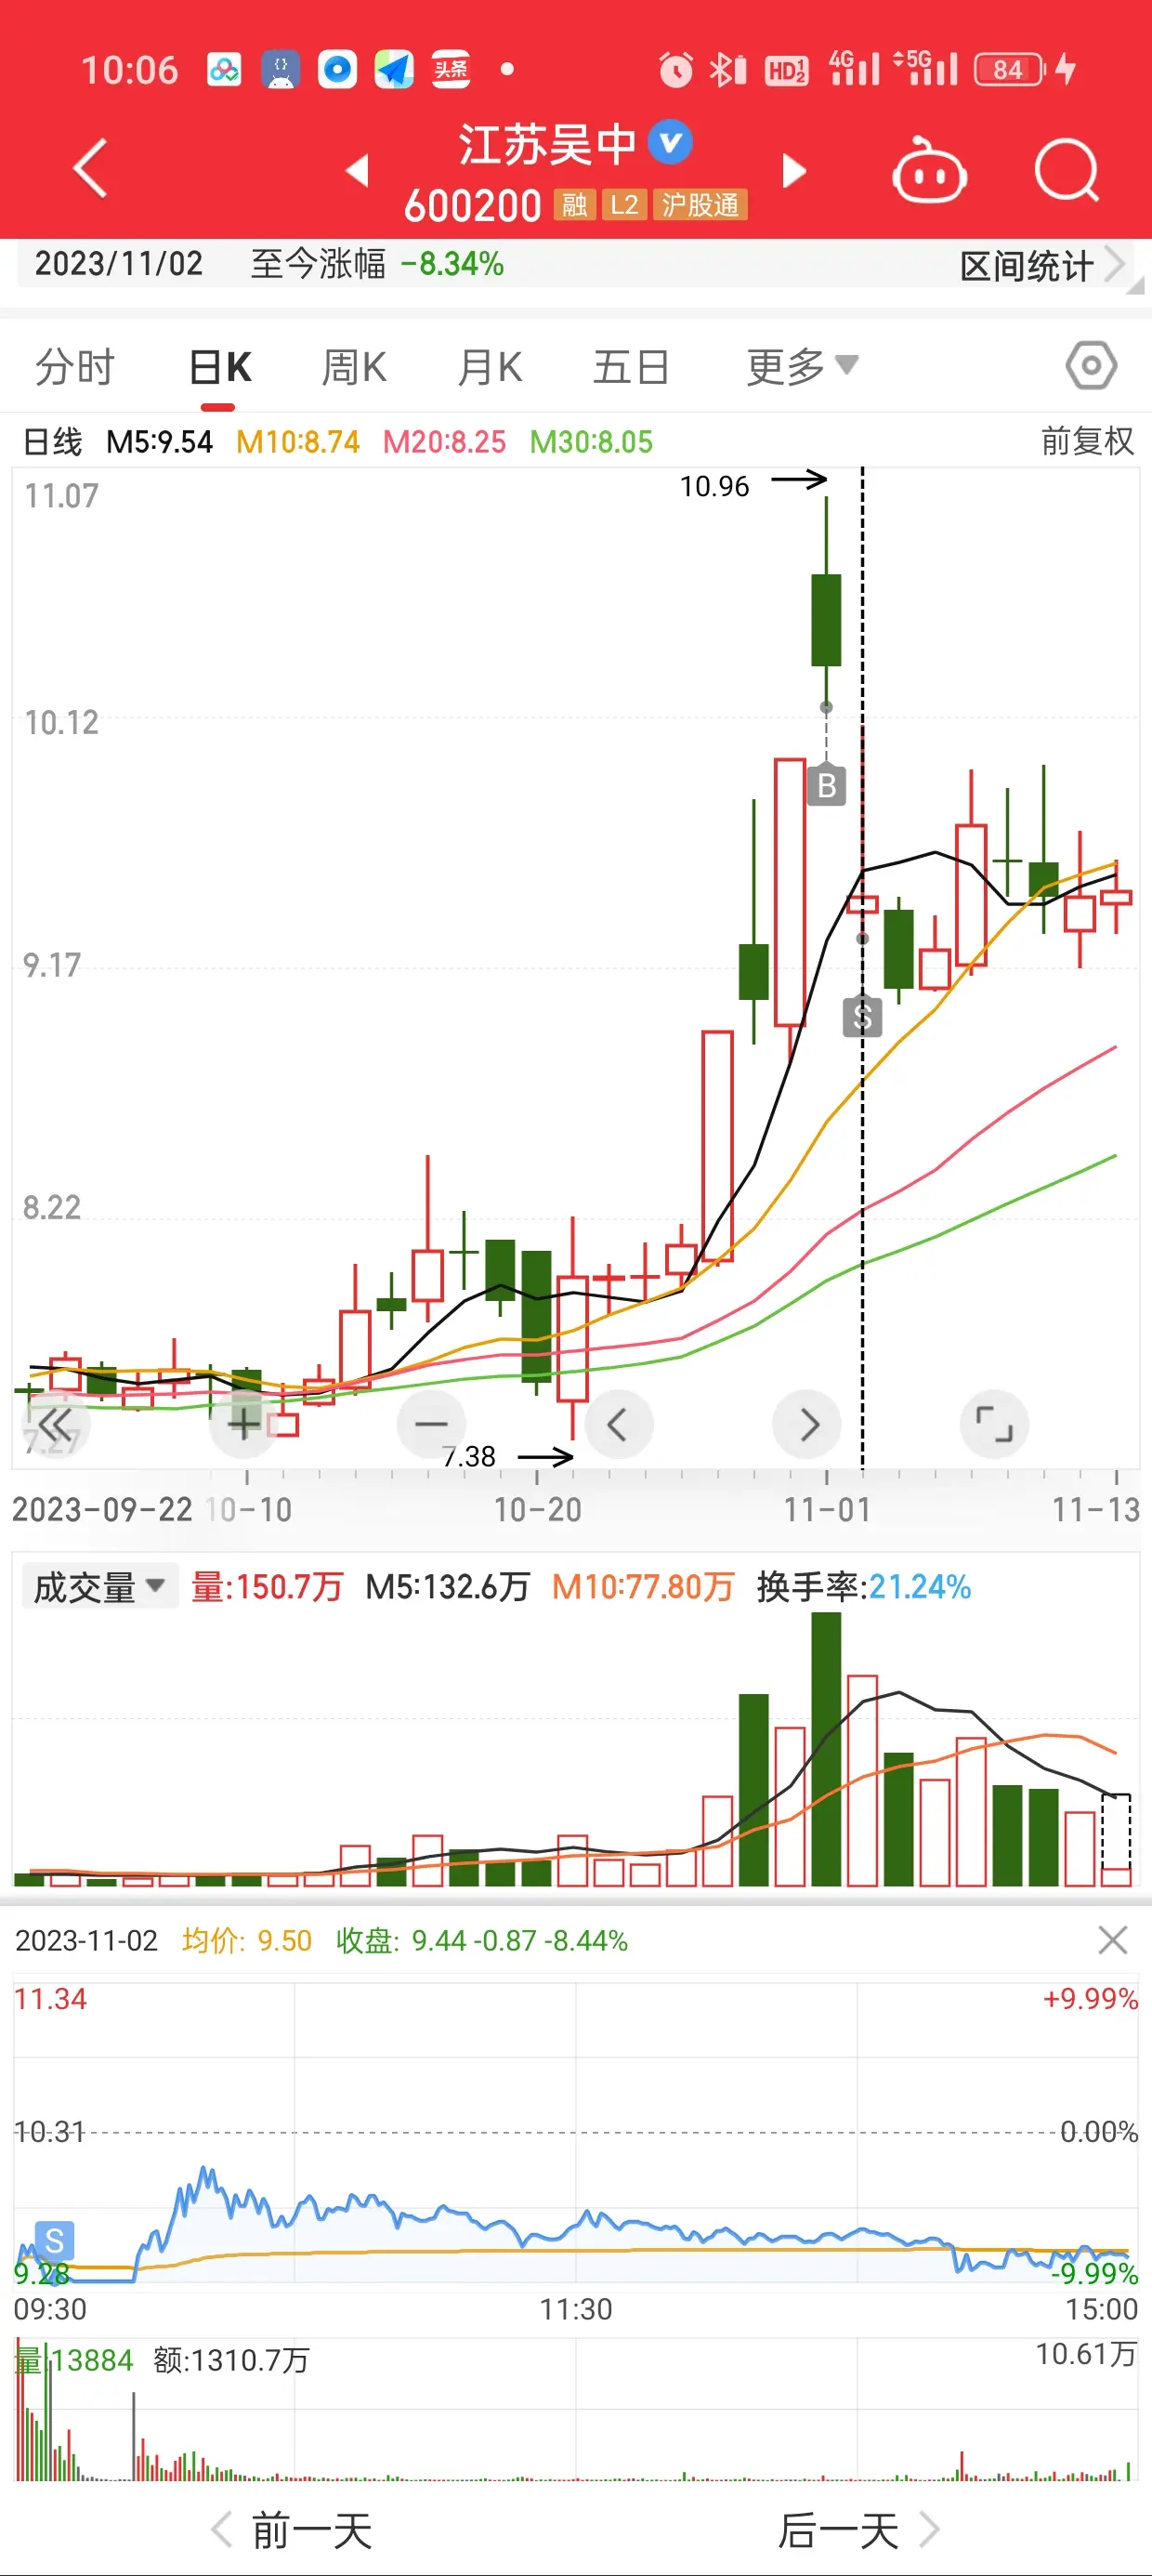 10:06 头条 HD 1 2 4G 5G 84
江苏吴中
600200 融 L2 沪股通
2023/11/02 至今涨幅 -8.34% 区间统计
分时 日K 周K 月K 五日 更多
日线 M5:9.54 M10:8.74 M20:8.25 M30:8.05 前复权
11.07
10.96
10.12
B
9.17
S
8.22
7.27
7.38
2023-09-22 10-10 10-20 11-01 11-13
成交量 量:150.7万 M5:132.6万 M10:77.80万 换手率:21.24%
2023-11-02 均价: 9.50 收盘: 9.44 -0.87 -8.44%
11.34 +9.99%
10.31 0.00%
S
9.28 -9.99%
09:30 11:30 15:00
量:13884 额:1310.7万 10.61万
前一天 后一天